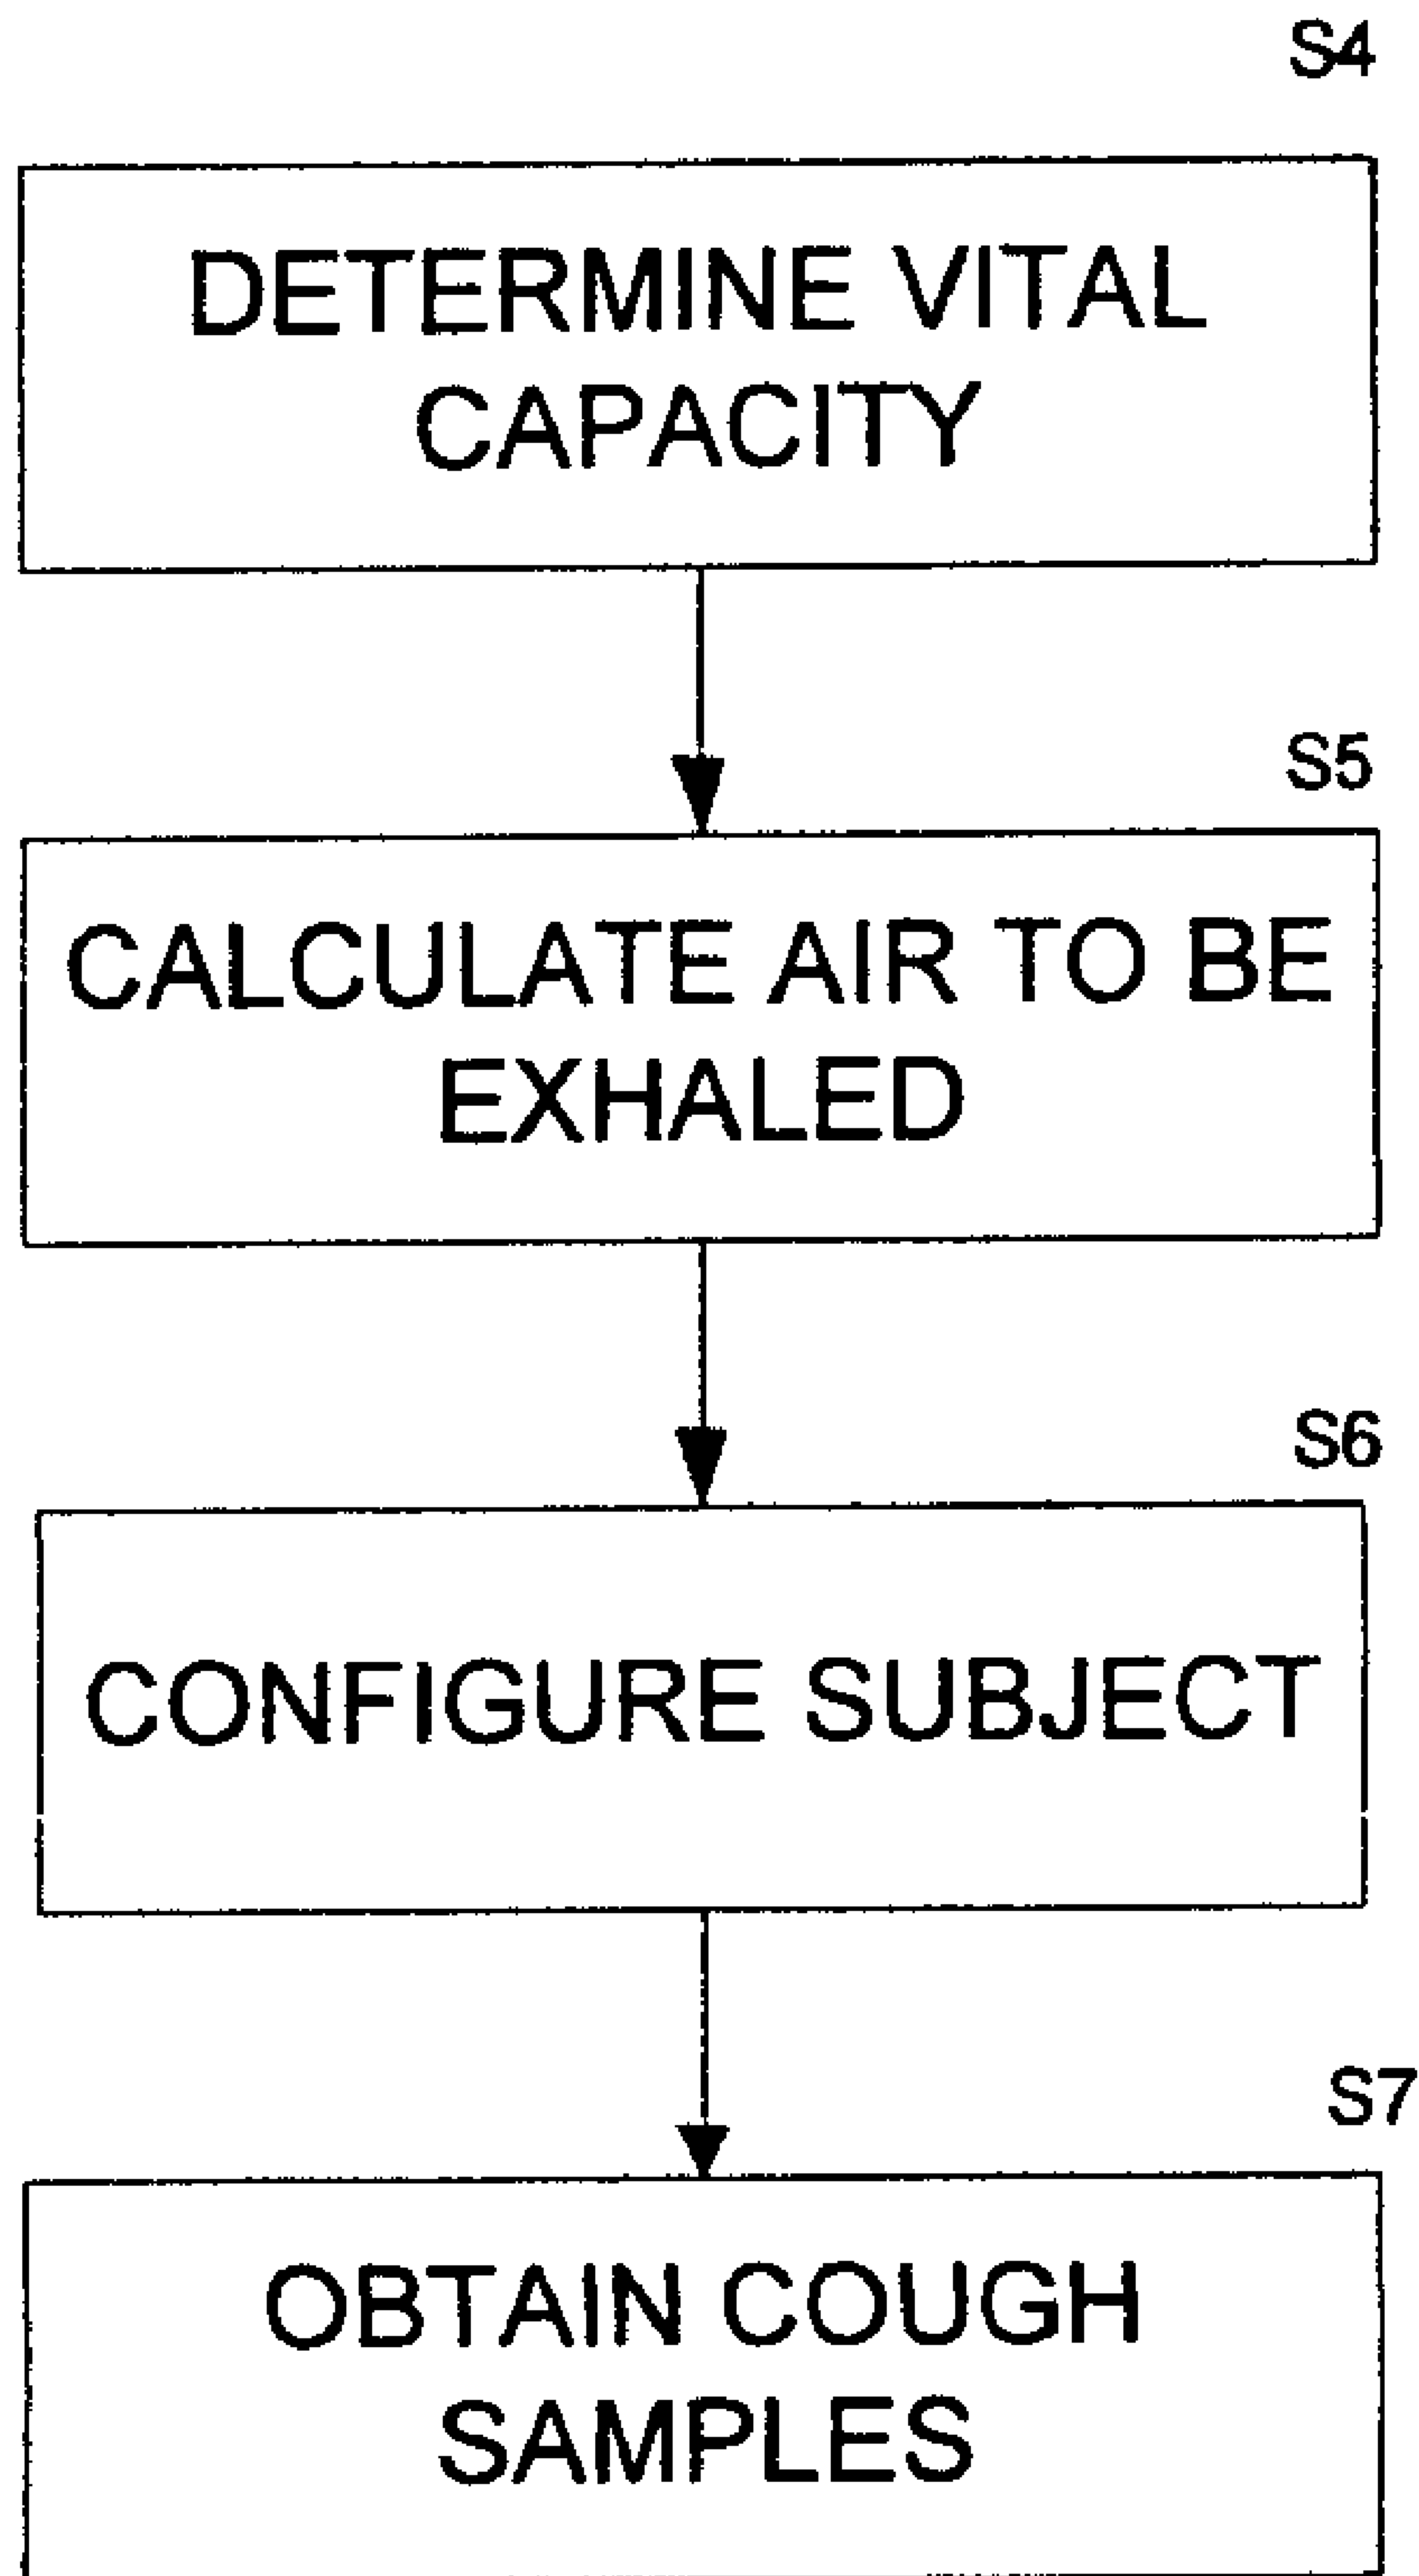 S4
DETERMINE VITAL
CAPACITY
S5
CALCULATE AIR TO BE
EXHALED
S6
CONFIGURE SUBJECT
S7
OBTAIN COUGH
SAMPLES